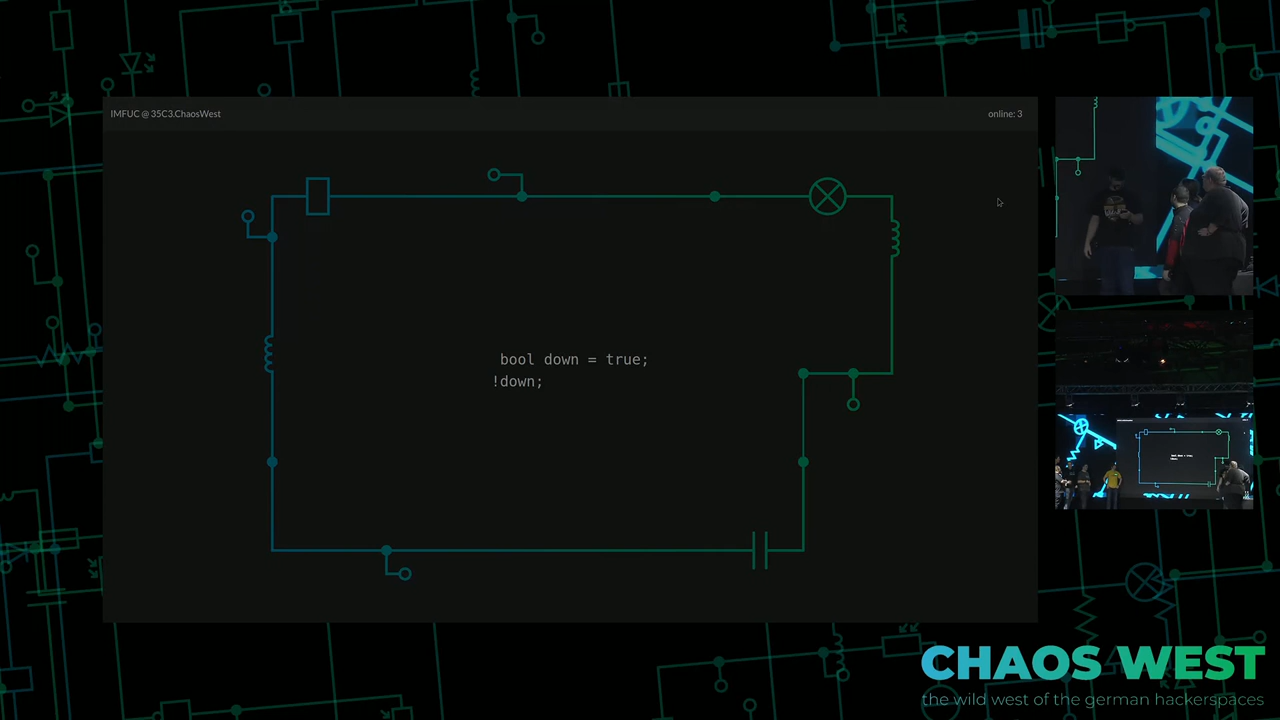 IMFUC @ 35C3.ChaosWest
online: 3
bool down = true;
!down;
CHAOS WEST
the wild west of the german hackerspaces